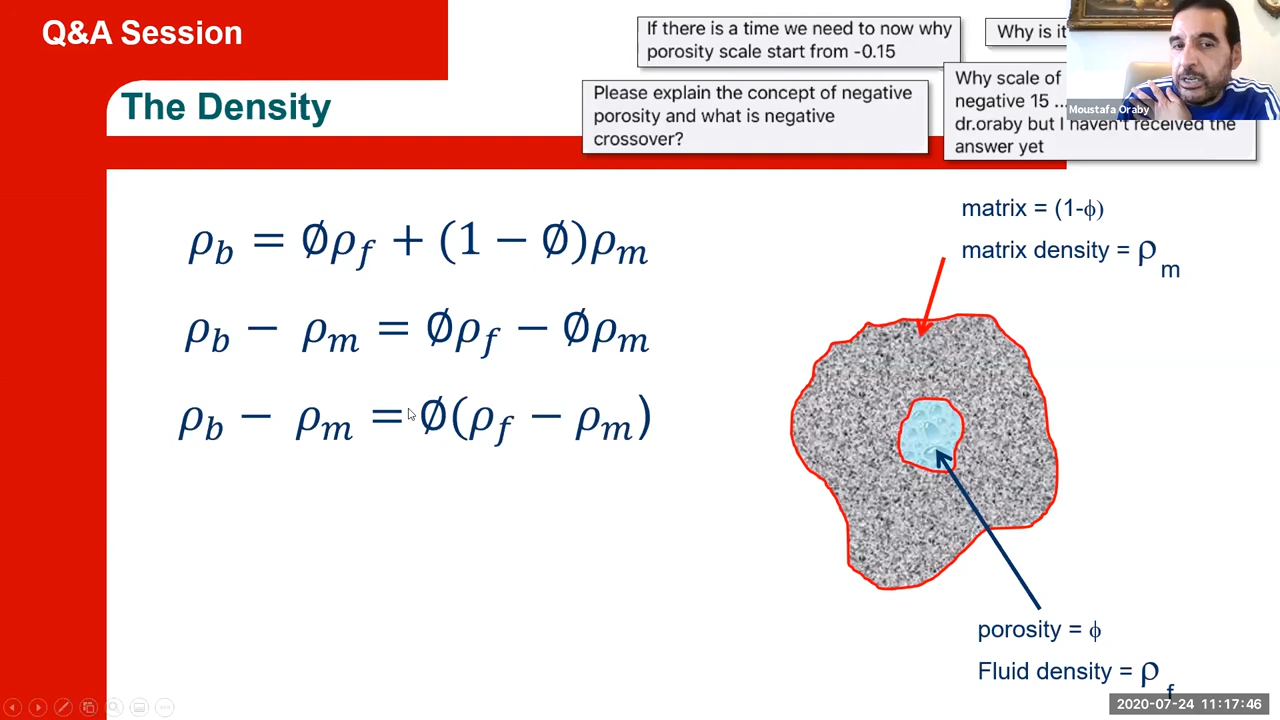 Q&A Session
The Density
If there is a time we need to now why
porosity scale start from -0.15
Why is it
Please explain the concept of negative
porosity and what is negative
crossover?
Why scale of
negative 15 ...
dr.oraby but I haven't received the
answer yet
Moustafa Oraby
ρb = ∅ρf + (1 − ∅)ρm
ρb − ρm = ∅ρf − ∅ρm
ρb − ρm = ∅(ρf − ρm)
matrix = (1-ϕ)
matrix density = ρm
porosity = ϕ
Fluid density = ρf
2020-07-24 11:17:46